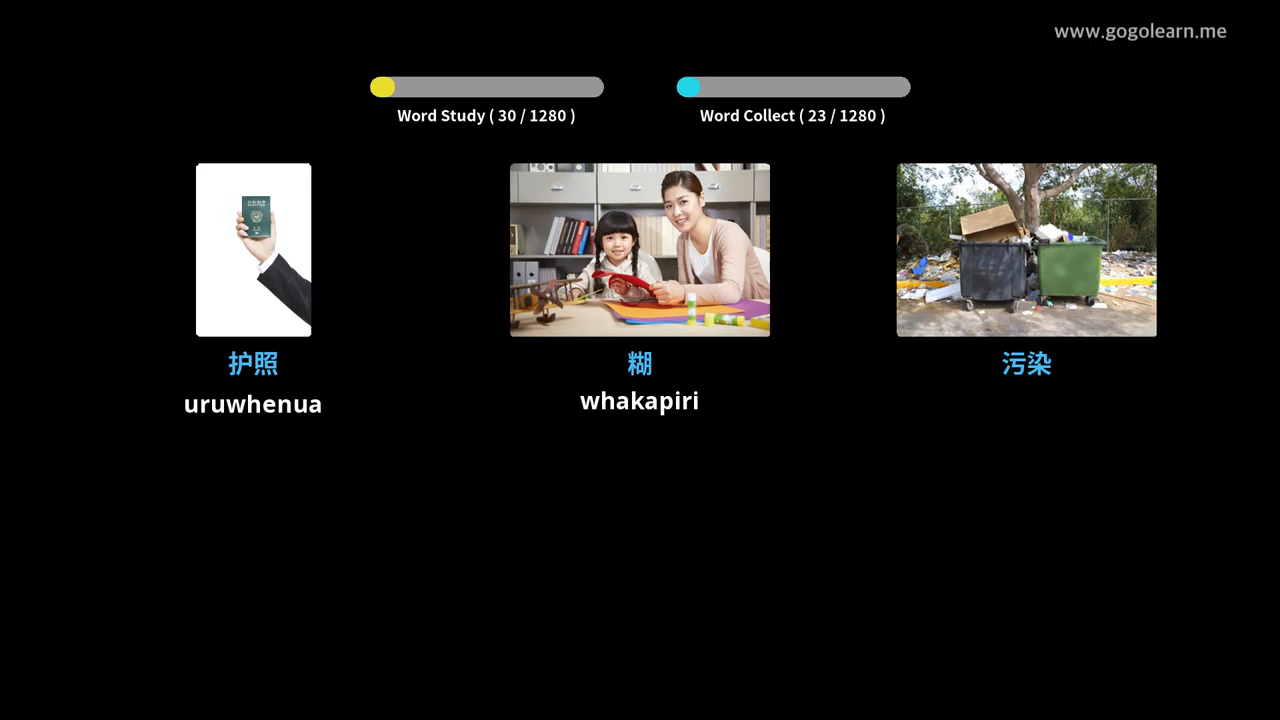 www.gogolearn.me
Word Study ( 30 / 1280 )
Word Collect ( 23 / 1280 )
护照
糊
污染
uruwhenua
whakapiri